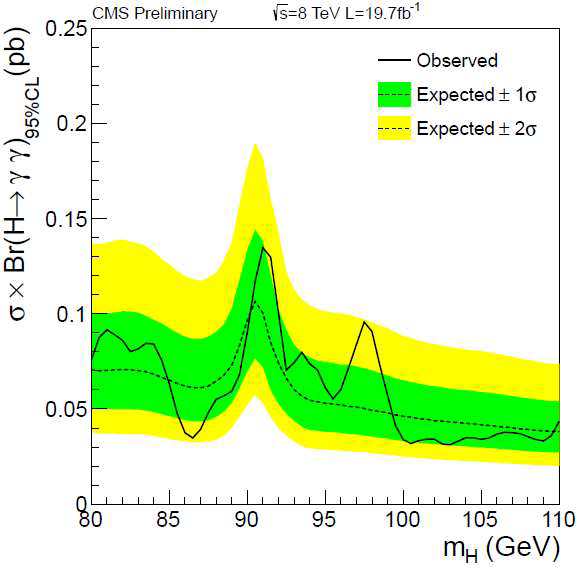 CMS Preliminary √s=8 TeV L=19.7fb⁻¹
σ × Br(H→ γ γ)95%CL(pb)
0.25
0.2
0.15
0.1
0.05
0
Observed
Expected ± 1σ
Expected ± 2σ
80 85 90 95 100 105 110
mH (GeV)